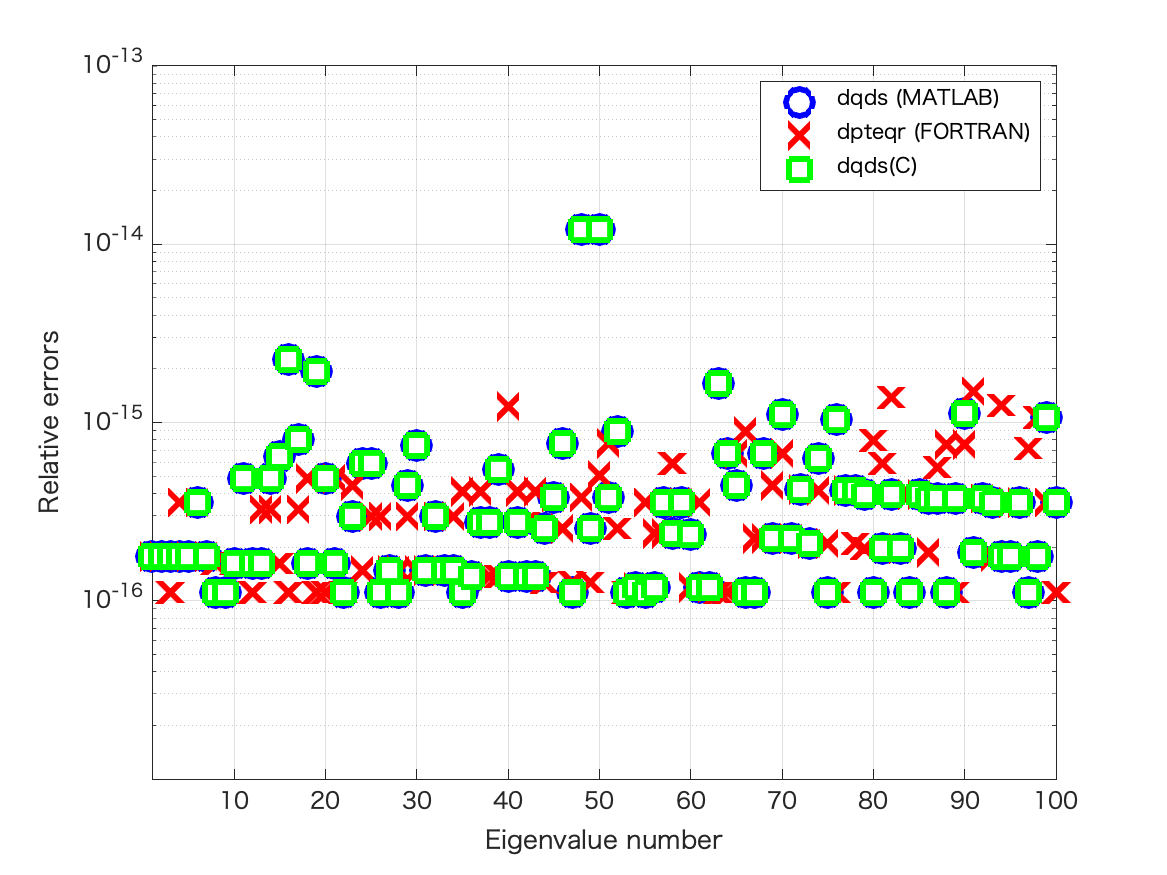 10-13
dqds (MATLAB)
dpteqr (FORTRAN)
dqds(C)
10-14
Relative errors
10-15
10-16
10 20 30 40 50 60 70 80 90 100
Eigenvalue number